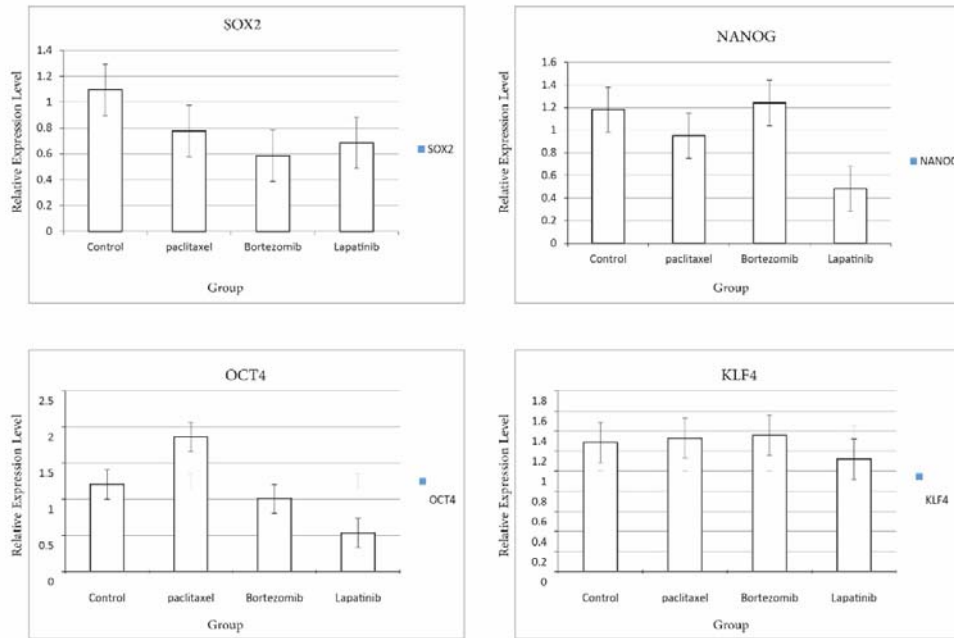 SOX2
Relative Expression Level
1.4
1.2
1
0.8
0.6
0.4
0.2
0
Control paclitaxel Bortezomib Lapatinib
Group
SOX2
NANOG
Relative Expression Level
1.6
1.4
1.2
1
0.8
0.6
0.4
0.2
0
Control paclitaxel Bortezomib Lapatinib
Group
NANOG
OCT4
Relative Expression Level
2.5
2
1.5
1
0.5
0
Control paclitaxel Bortezomib Lapatinib
Group
OCT4
KLF4
Relative Expression Level
1.8
1.6
1.4
1.2
1
0.8
0.6
0.4
0.2
0
Control paclitaxel Bortezomib Lapatinib
Group
KLF4